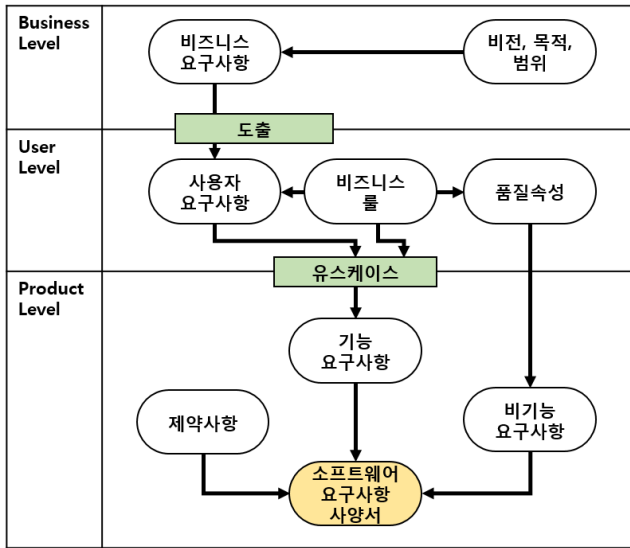 Business
Level
비즈니스
요구사항
비전, 목적,
범위
도출
User
Level
사용자
요구사항
비즈니스
룰
품질속성
유스케이스
Product
Level
기능
요구사항
제약사항
비기능
요구사항
소프트웨어
요구사항
사양서